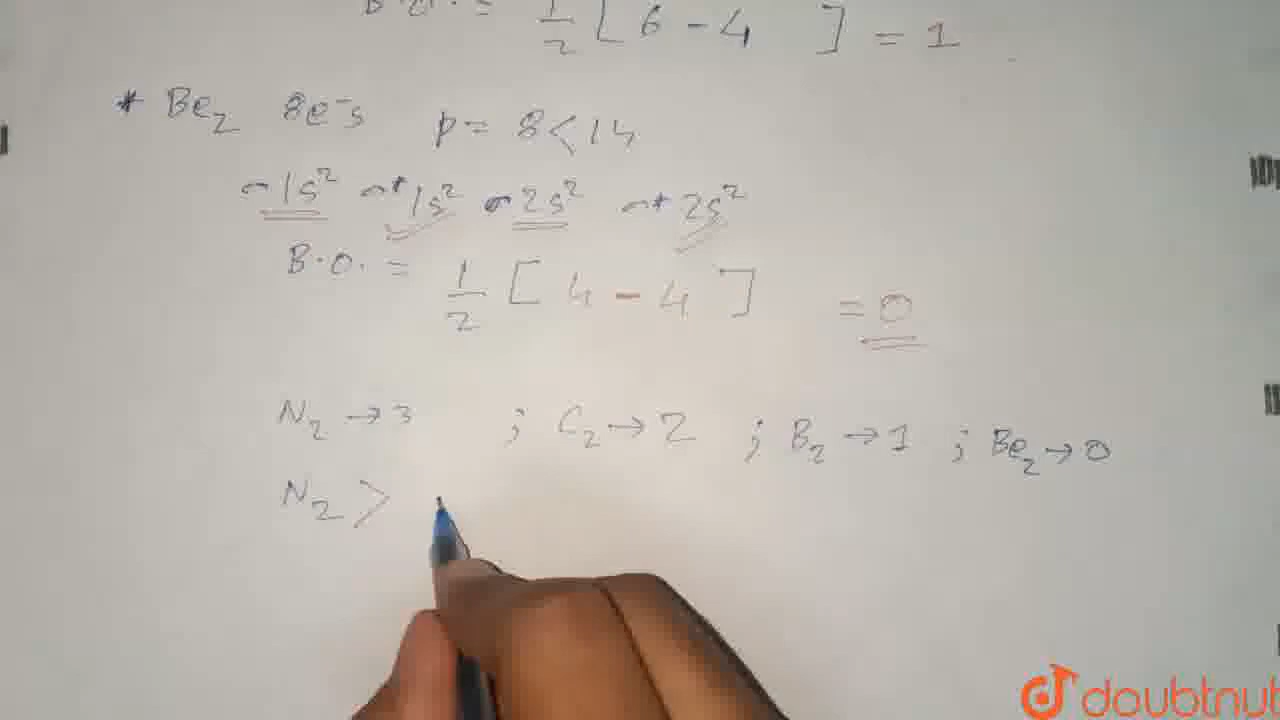 B.O. = 1/2 [ 6 - 4 ] = 1
* Be2 8e-s p = 8 < 14
σ1s² σ*1s² σ2s² σ*2s²
B.O. = 1/2 [ 4 - 4 ] = 0
N2 → 3 ; C2 → 2 ; B2 → 1 ; Be2 → 0
N2 >
doubtnut